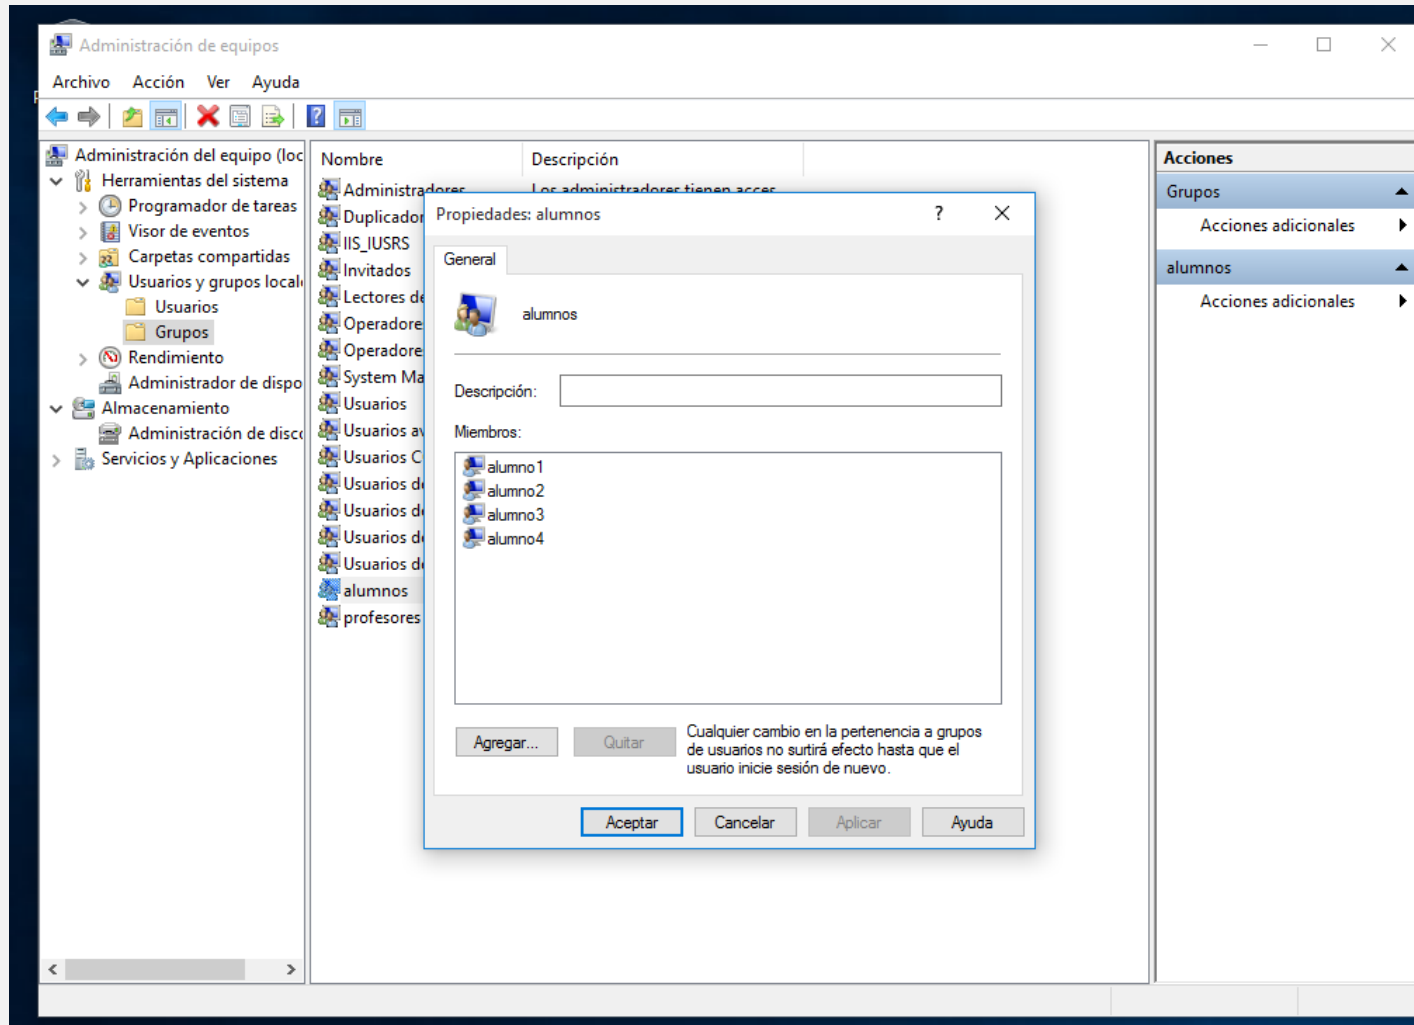 Administración de equipos
Archivo Acción Ver Ayuda
Administración del equipo (loc
Herramientas del sistema
Programador de tareas
Visor de eventos
Carpetas compartidas
Usuarios y grupos local
Usuarios
Grupos
Rendimiento
Administrador de dispo
Almacenamiento
Administración de disc
Servicios y Aplicaciones
Nombre Descripción
Administradores Los administradores tienen acces
Duplicador
IIS_IUSRS
Invitados
Lectores de
Operadore
Operadore
System Ma
Usuarios
Usuarios av
Usuarios C
Usuarios d
Usuarios d
Usuarios d
Usuarios d
alumnos
profesores
Propiedades: alumnos
General
alumnos
Descripción:
Miembros:
alumno1
alumno2
alumno3
alumno4
Agregar...
Quitar
Cualquier cambio en la pertenencia a grupos
de usuarios no surtirá efecto hasta que el
usuario inicie sesión de nuevo.
Aceptar Cancelar Aplicar Ayuda
Acciones
Grupos
Acciones adicionales
alumnos
Acciones adicionales